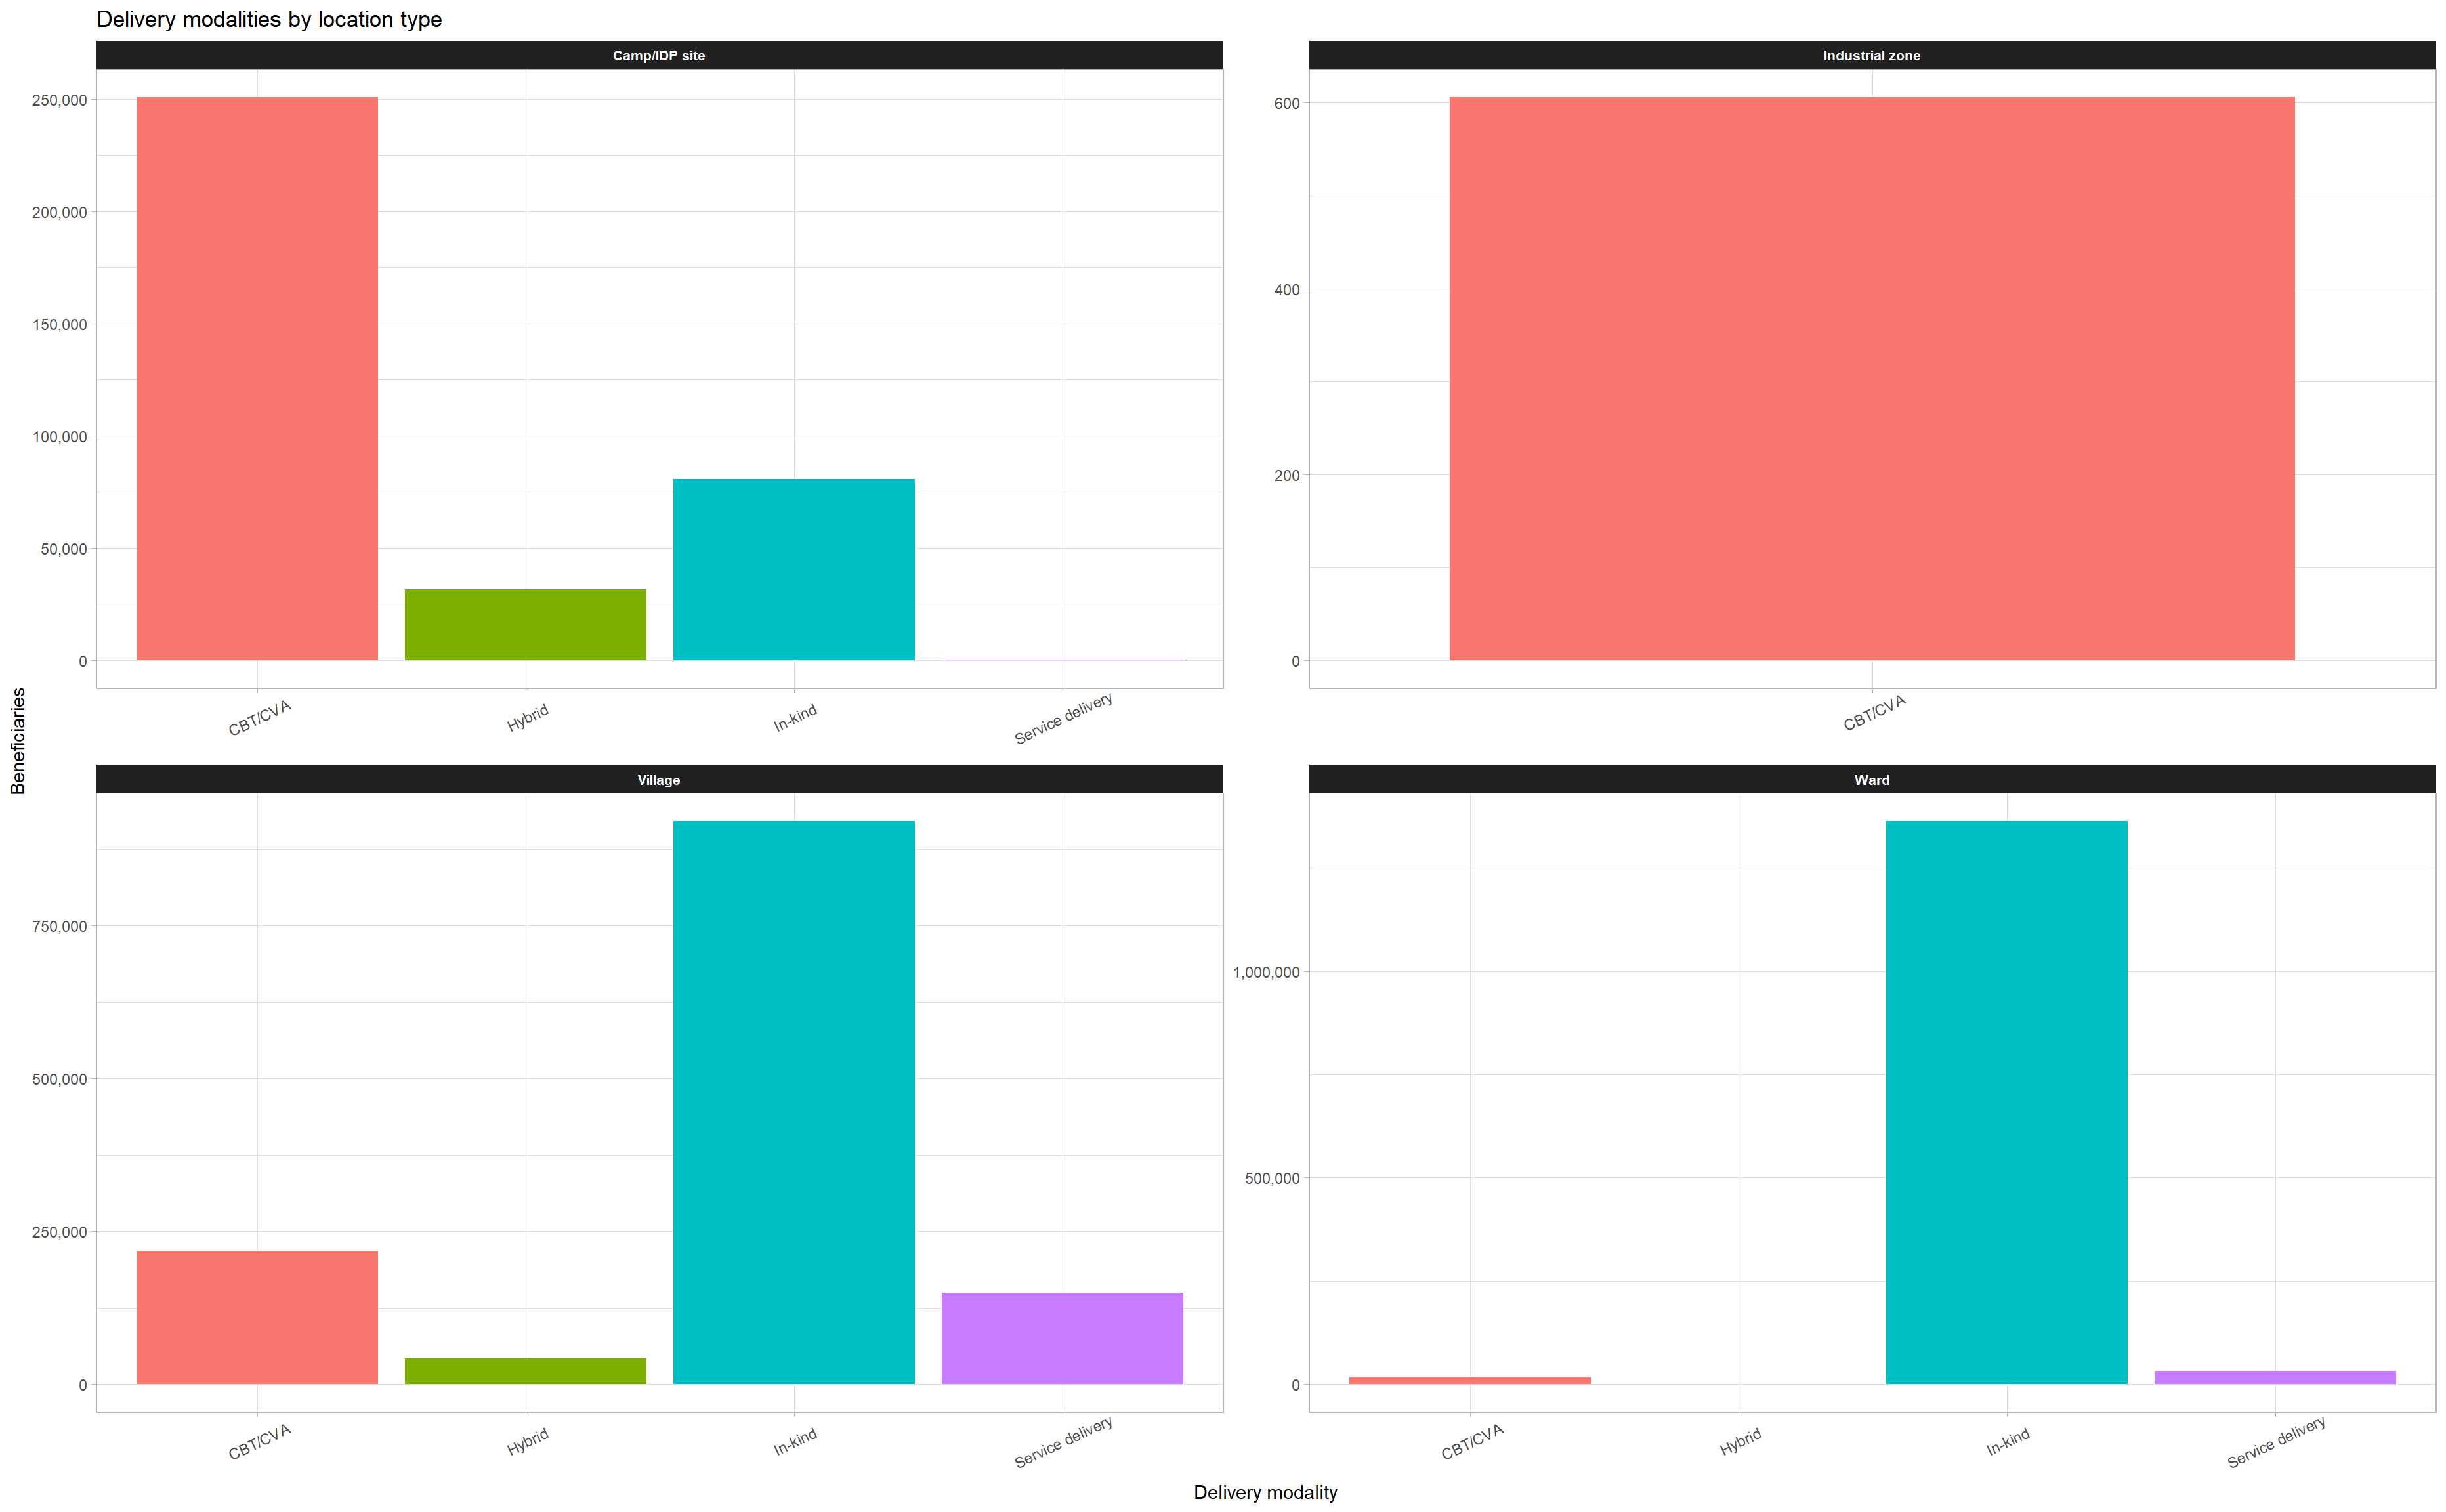 Delivery modalities by location type
Camp/IDP site
250,000
200,000
150,000
100,000
50,000
0
CBT/CVA
Hybrid
In-kind
Service delivery
Industrial zone
600
400
200
0
CBT/CVA
Beneficiaries
Village
750,000
500,000
250,000
0
CBT/CVA
Hybrid
In-kind
Service delivery
Ward
1,000,000
500,000
0
CBT/CVA
Hybrid
In-kind
Service delivery
Delivery modality